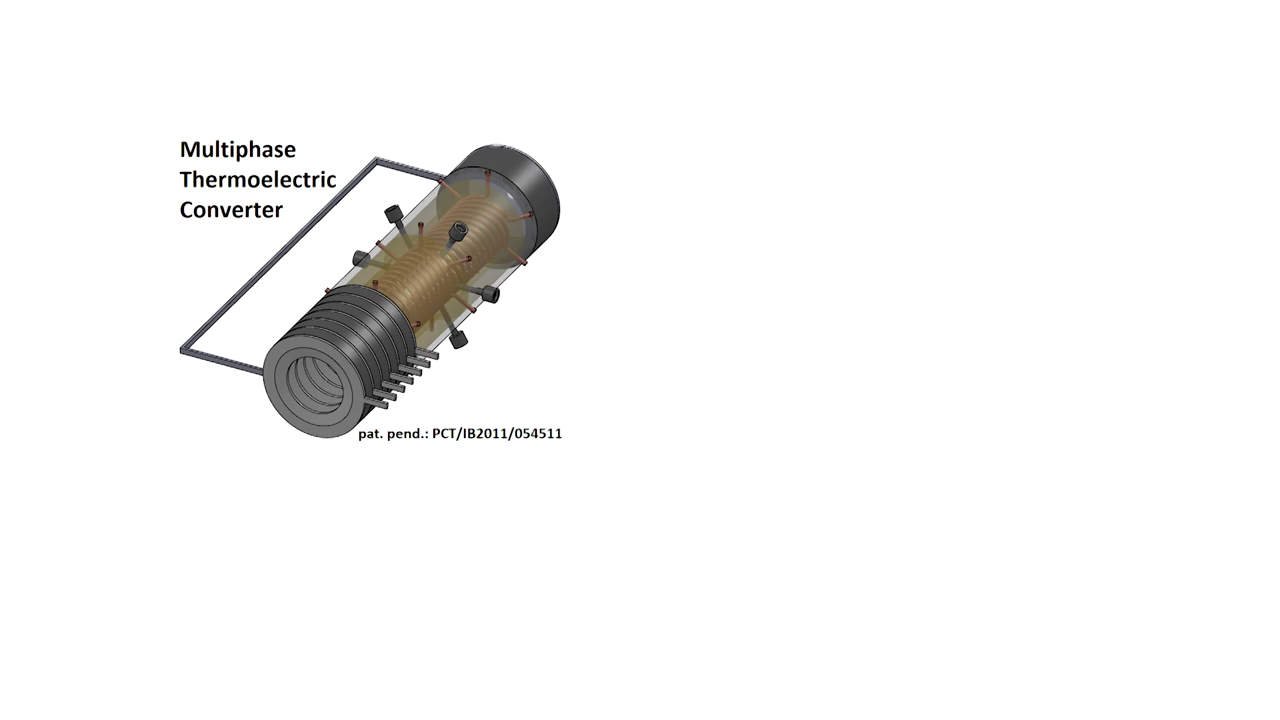 Multiphase
Thermoelectric
Converter
pat. pend.: PCT/IB2011/054511